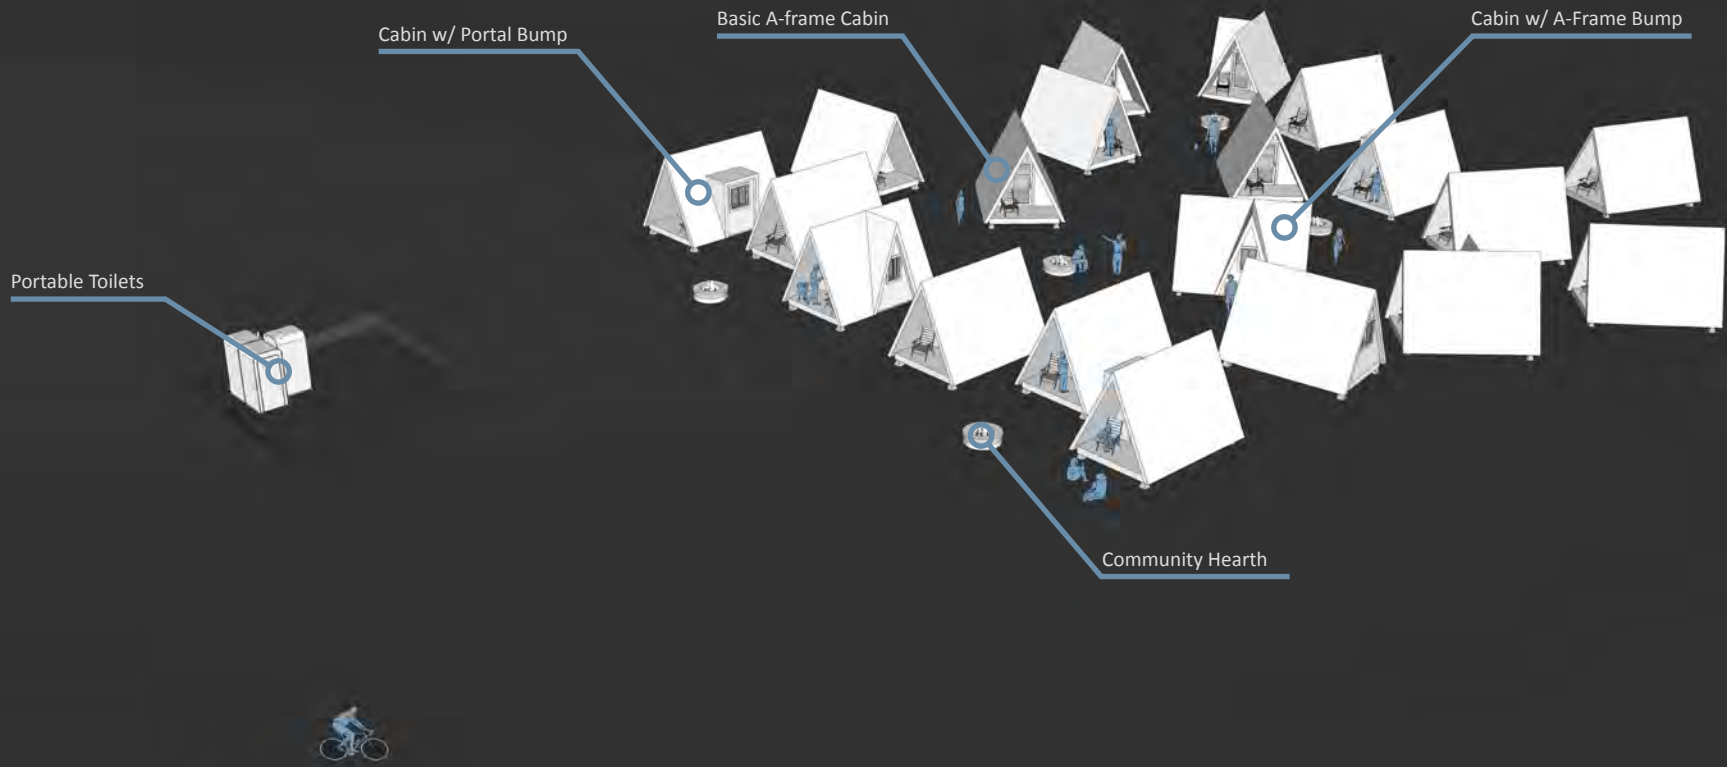 Basic A-frame Cabin
Cabin w/ A-Frame Bump
Cabin w/ Portal Bump
Portable Toilets
Community Hearth